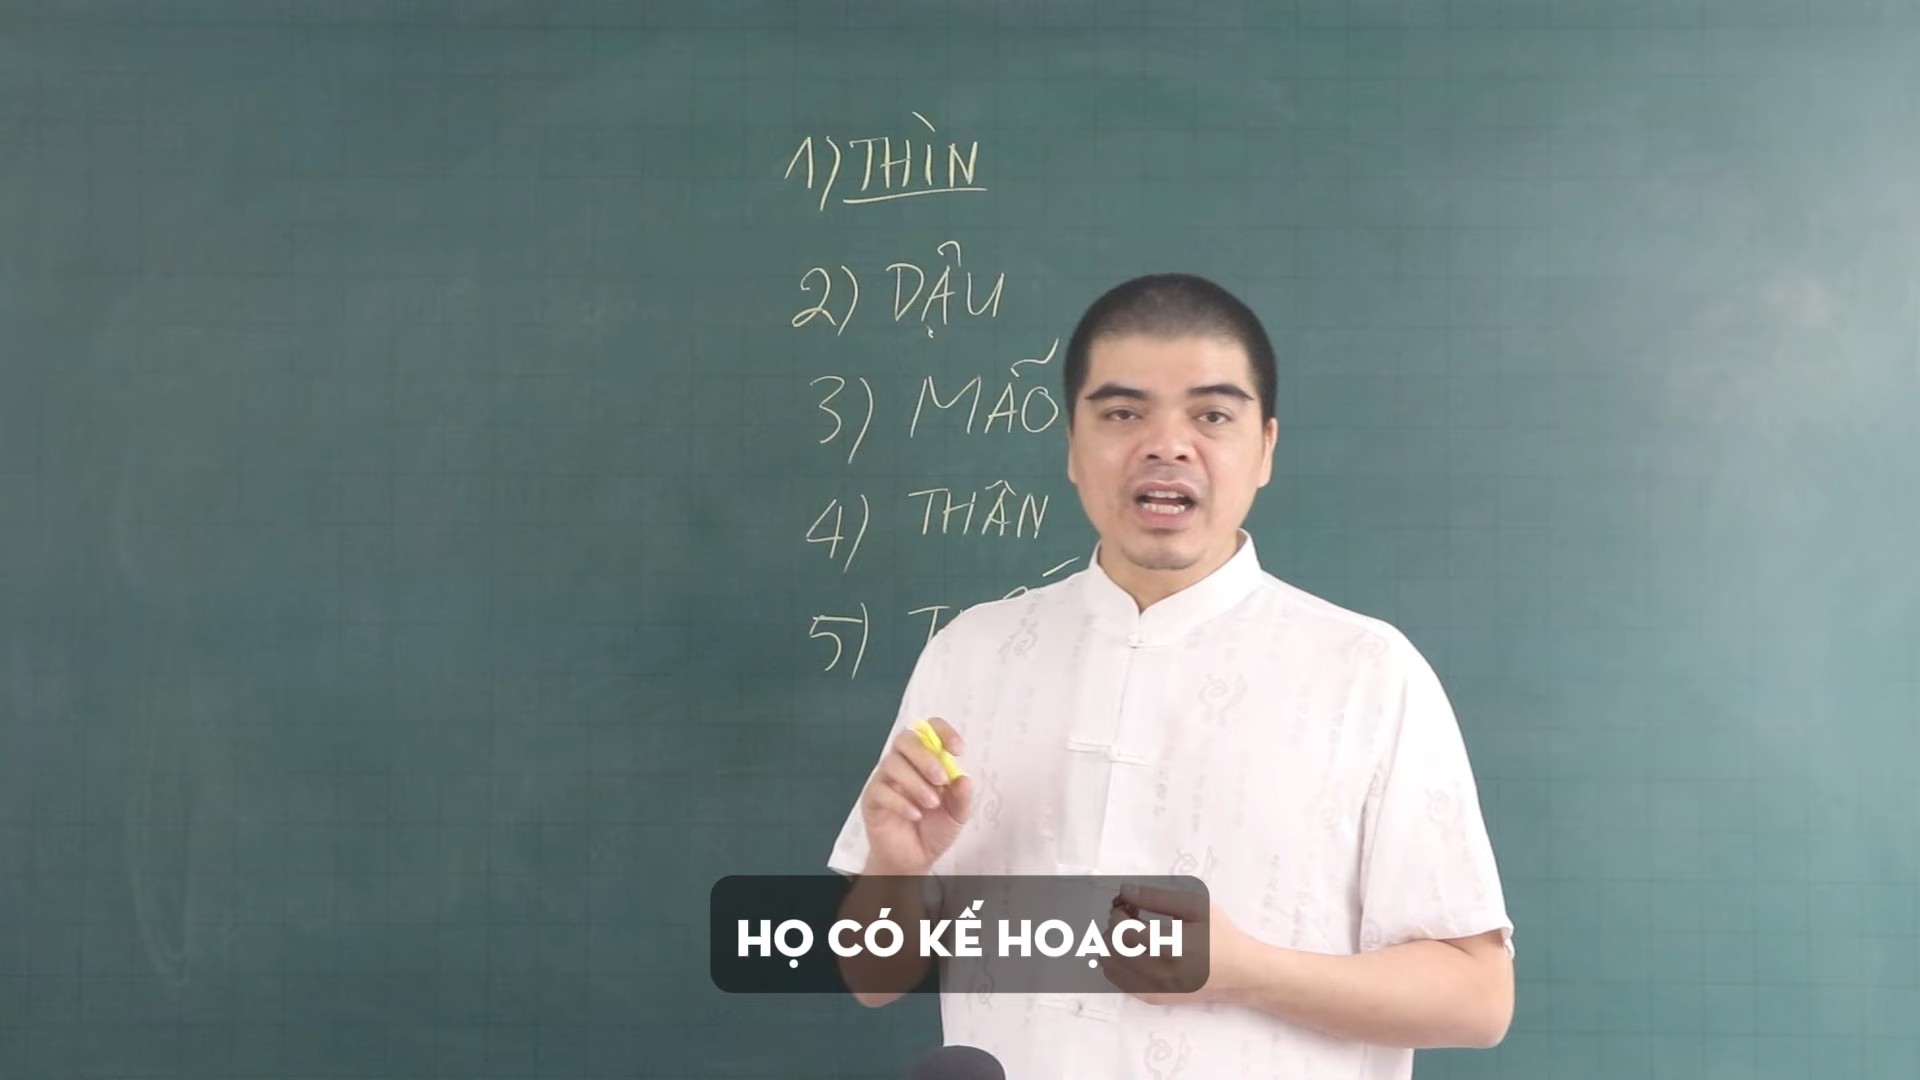 1) THÌN
2) DẬU
3) MÃO
4) THÂN
5)
HỌ CÓ KẾ HOẠCH